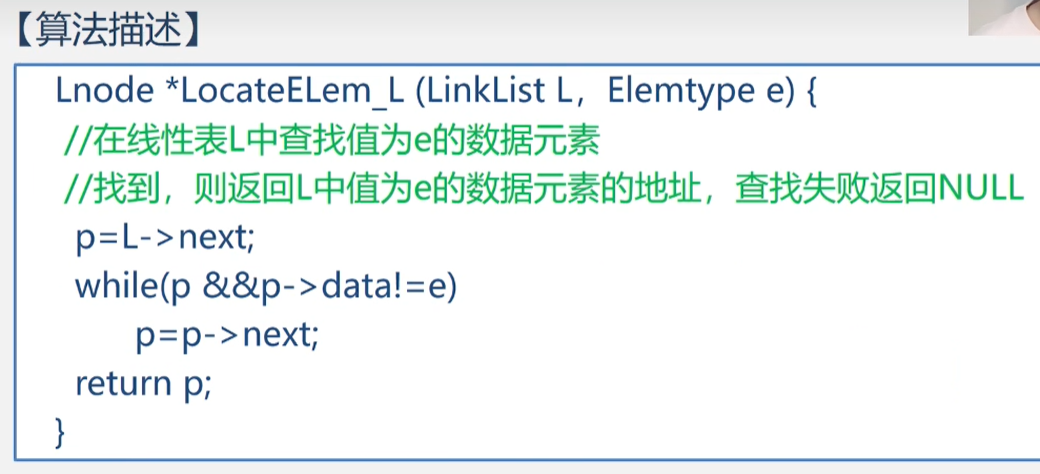 【算法描述】
Lnode *LocateELem_L (LinkList L，Elemtype e) {
//在线性表L中查找值为e的数据元素
//找到，则返回L中值为e的数据元素的地址，查找失败返回NULL
p=L->next;
while(p &&p->data!=e)
p=p->next;
return p;
}